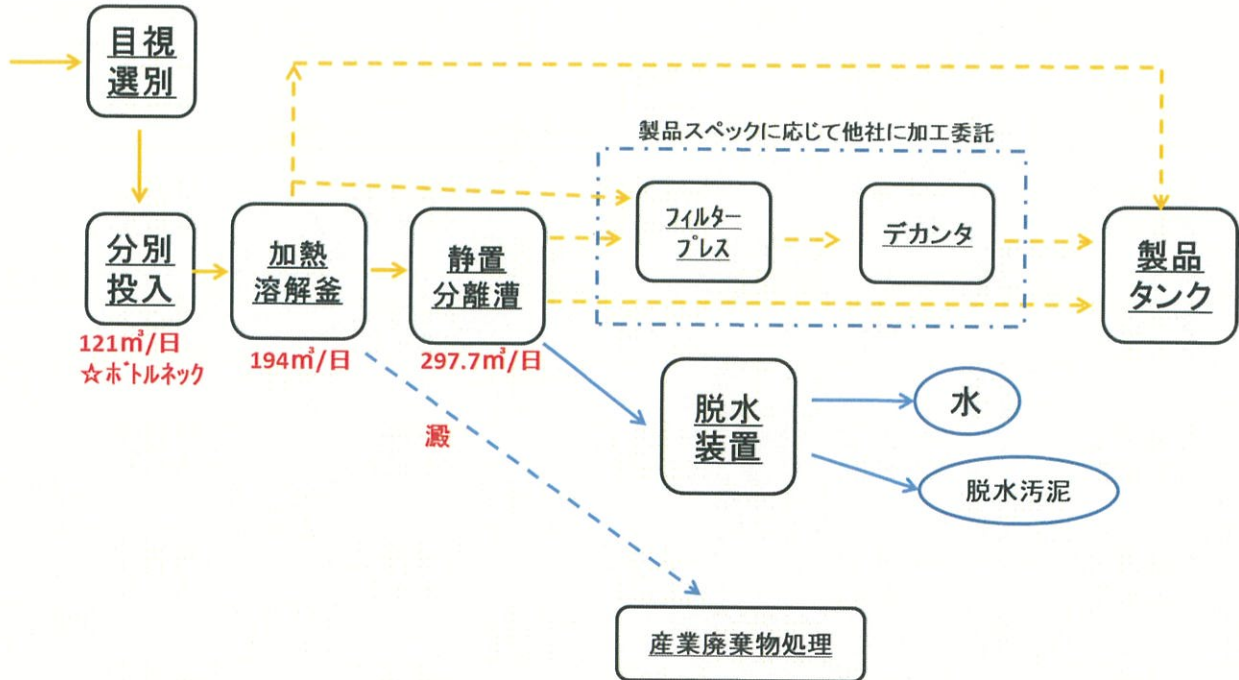 目視
選別
製品スペックに応じて他社に加工委託
分別
投入
121㎥/日
☆ボトルネック
加熱
溶解釜
194㎥/日
静置
分離漕
297.7㎥/日
フィルター
プレス
デカンタ
製品
タンク
澱
脱水
装置
水
脱水汚泥
産業廃棄物処理